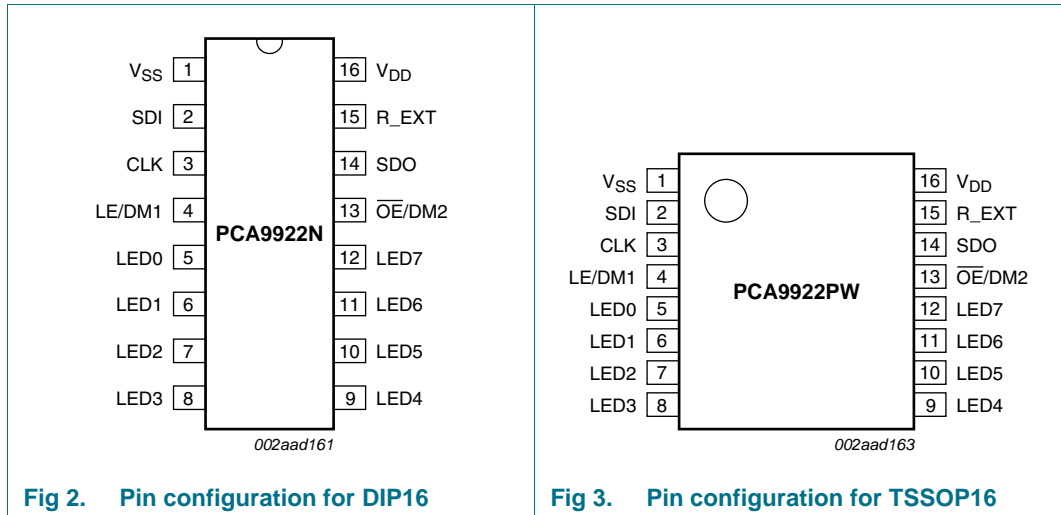 VSS 1 16 VDD
SDI 2 15 R_EXT
CLK 3 14 SDO
LE/DM1 4 13 OE/DM2
PCA9922N
LED0 5 12 LED7
LED1 6 11 LED6
LED2 7 10 LED5
LED3 8 9 LED4
002aad161
Fig 2. Pin configuration for DIP16
VSS 1 16 VDD
SDI 2 15 R_EXT
CLK 3 14 SDO
LE/DM1 4 13 OE/DM2
PCA9922PW
LED0 5 12 LED7
LED1 6 11 LED6
LED2 7 10 LED5
LED3 8 9 LED4
002aad163
Fig 3. Pin configuration for TSSOP16